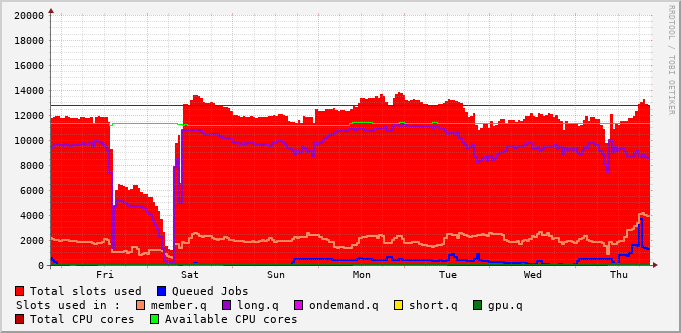 20000
18000
16000
14000
12000
10000
8000
6000
4000
2000
0
Fri Sat Sun Mon Tue Wed Thu
RRDTOOL / TOBI OETIKER
Total slots used Queued Jobs
Slots used in : member.q long.q ondemand.q short.q gpu.q
Total CPU cores Available CPU cores